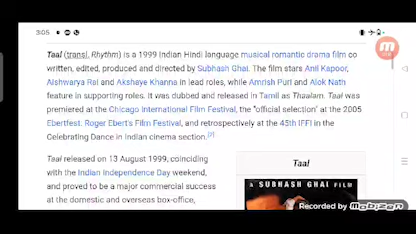 3:05
Taal (transl. Rhythm) is a 1999 Indian Hindi language musical romantic drama film co
written, edited, produced and directed by Subhash Ghai. The film stars Anil Kapoor,
Aishwarya Rai and Akshaye Khanna in lead roles, while Amrish Puri and Alok Nath
feature in supporting roles. It was dubbed and released in Tamil as Thaalam. Taal was
premiered at the Chicago International Film Festival, the "official selection" at the 2005
Ebertfest: Roger Ebert's Film Festival, and retrospectively at the 45th IFFI in the
Celebrating Dance in Indian cinema section.[2]
Taal released on 13 August 1999, coinciding
with the Indian Independence Day weekend,
and proved to be a major commercial success
at the domestic and overseas box-office,
Taal
A SUBHASH GHAI FILM
Recorded by Mobizen